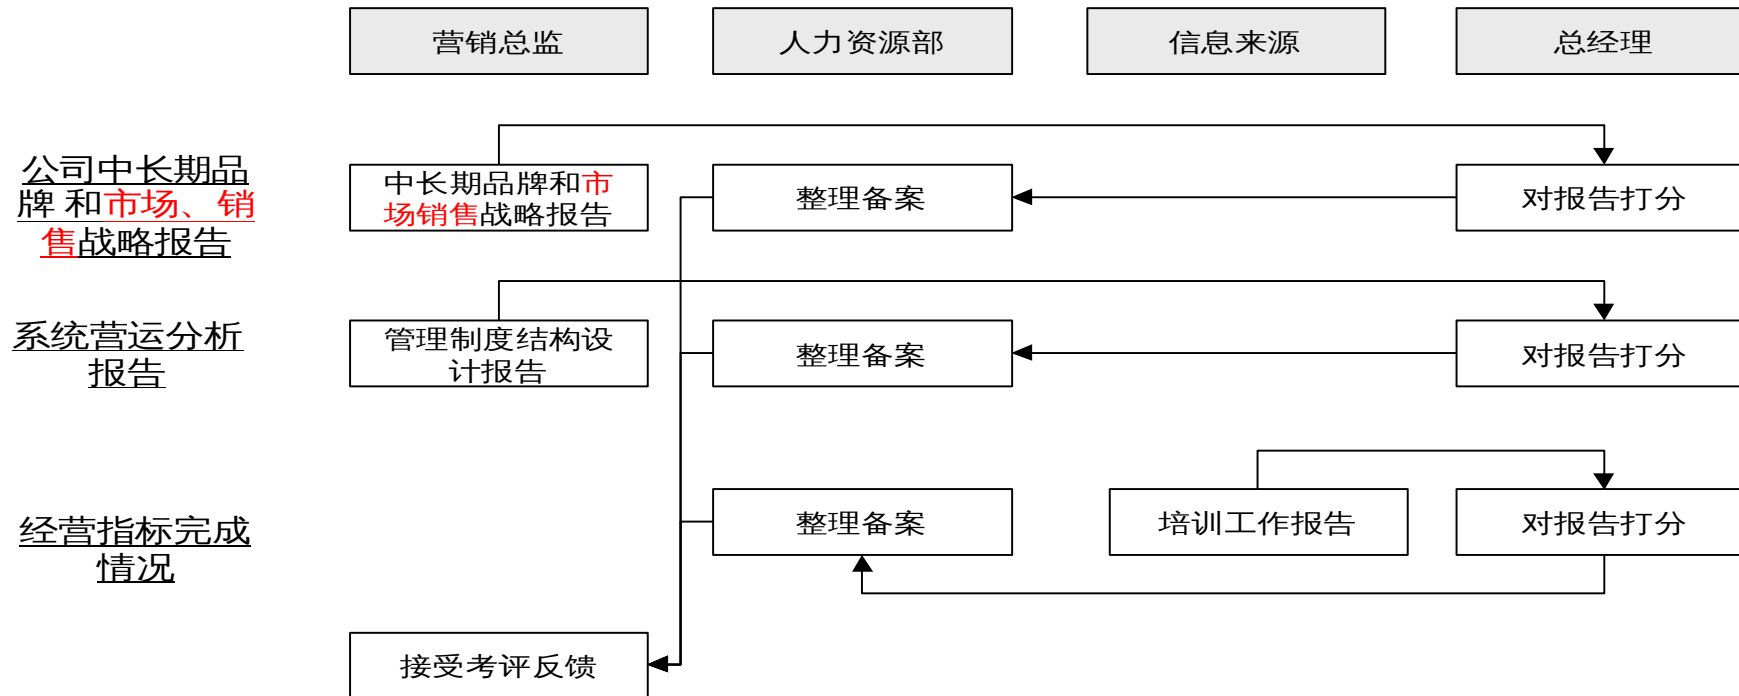 营销总监
人力资源部
信息来源
总经理
公司中长期品
牌 和市场、销
售战略报告
中长期品牌和市
场销售战略报告
整理备案
对报告打分
系统营运分析
报告
管理制度结构设
计报告
整理备案
对报告打分
经营指标完成
情况
整理备案
培训工作报告
对报告打分
接受考评反馈